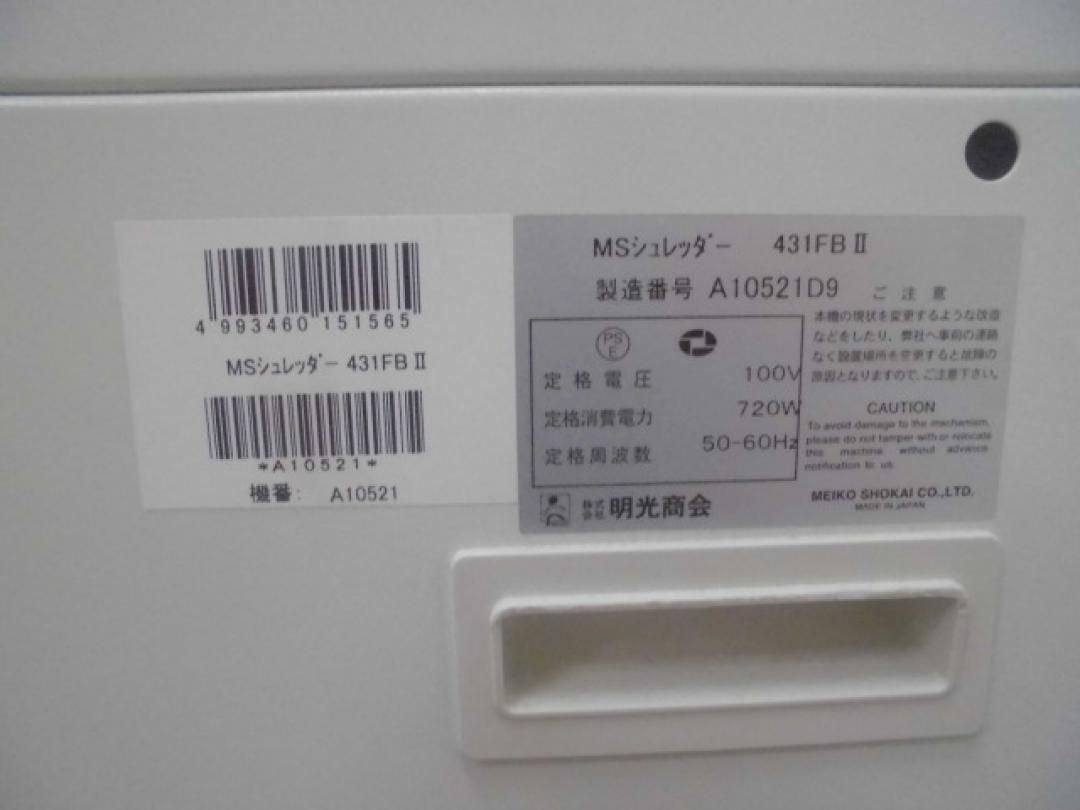 4 993460 151565
MSシュレッダー 431FBⅡ
*A10521*
機番: A10521
MSシュレッダー 431FBⅡ
製造番号 A10521D9
ご注意
本機の現状を変更するような改造
などをしたり、弊社へ事前の連絡
なく設置場所を変更すると故障の
原因となりますので、ご注意下さい。
PS
E
定格電圧 100V
定格消費電力 720W
定格周波数 50-60Hz
CAUTION
To avoid damage to the mechanism,
please do not tamper with or relocate
this machine without advance
notification to us.
株式会社 明光商会
MEIKO SHOKAI CO.,LTD.
MADE IN JAPAN